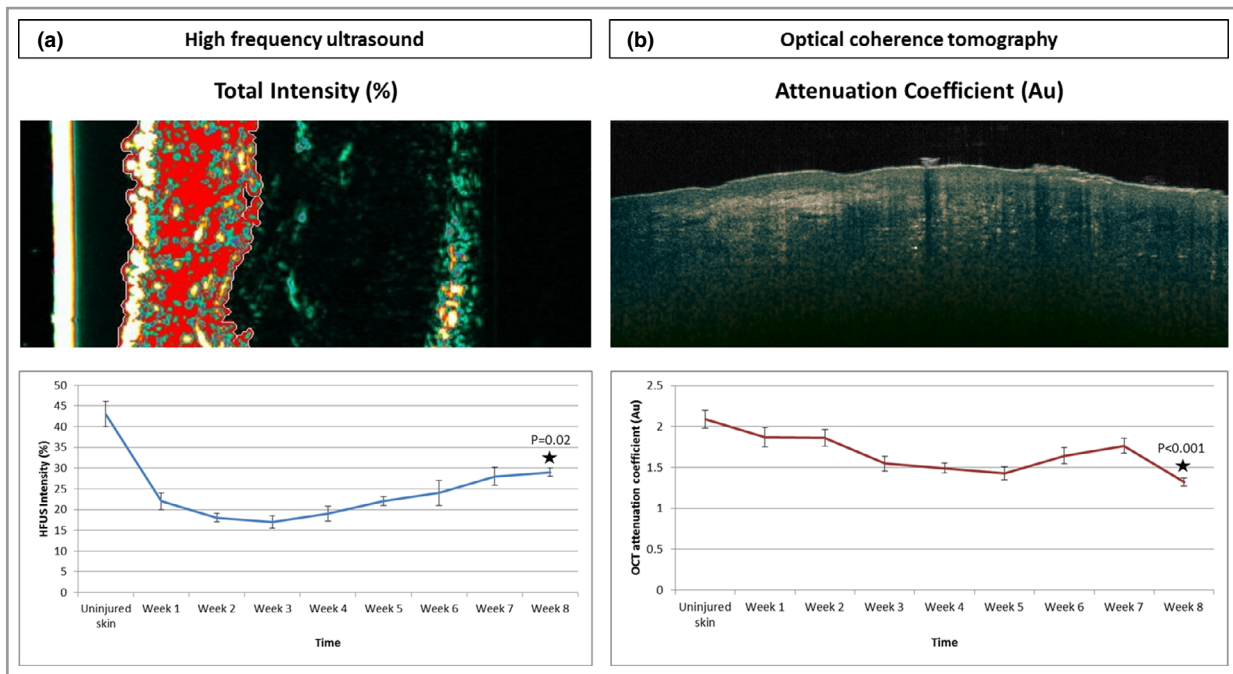 (a) High frequency ultrasound
Total Intensity (%)
50
45
40
35
30
25
20
15
10
5
0
HFUS Intensity (%)
P=0.02
★
Uninjured skin Week 1 Week 2 Week 3 Week 4 Week 5 Week 6 Week 7 Week 8
Time
(b) Optical coherence tomography
Attenuation Coefficient (Au)
2.5
2
1.5
1
0.5
0
OCT attenuation coefficient (Au)
P<0.001
★
Uninjured skin Week 1 Week 2 Week 3 Week 4 Week 5 Week 6 Week 7 Week 8
Time